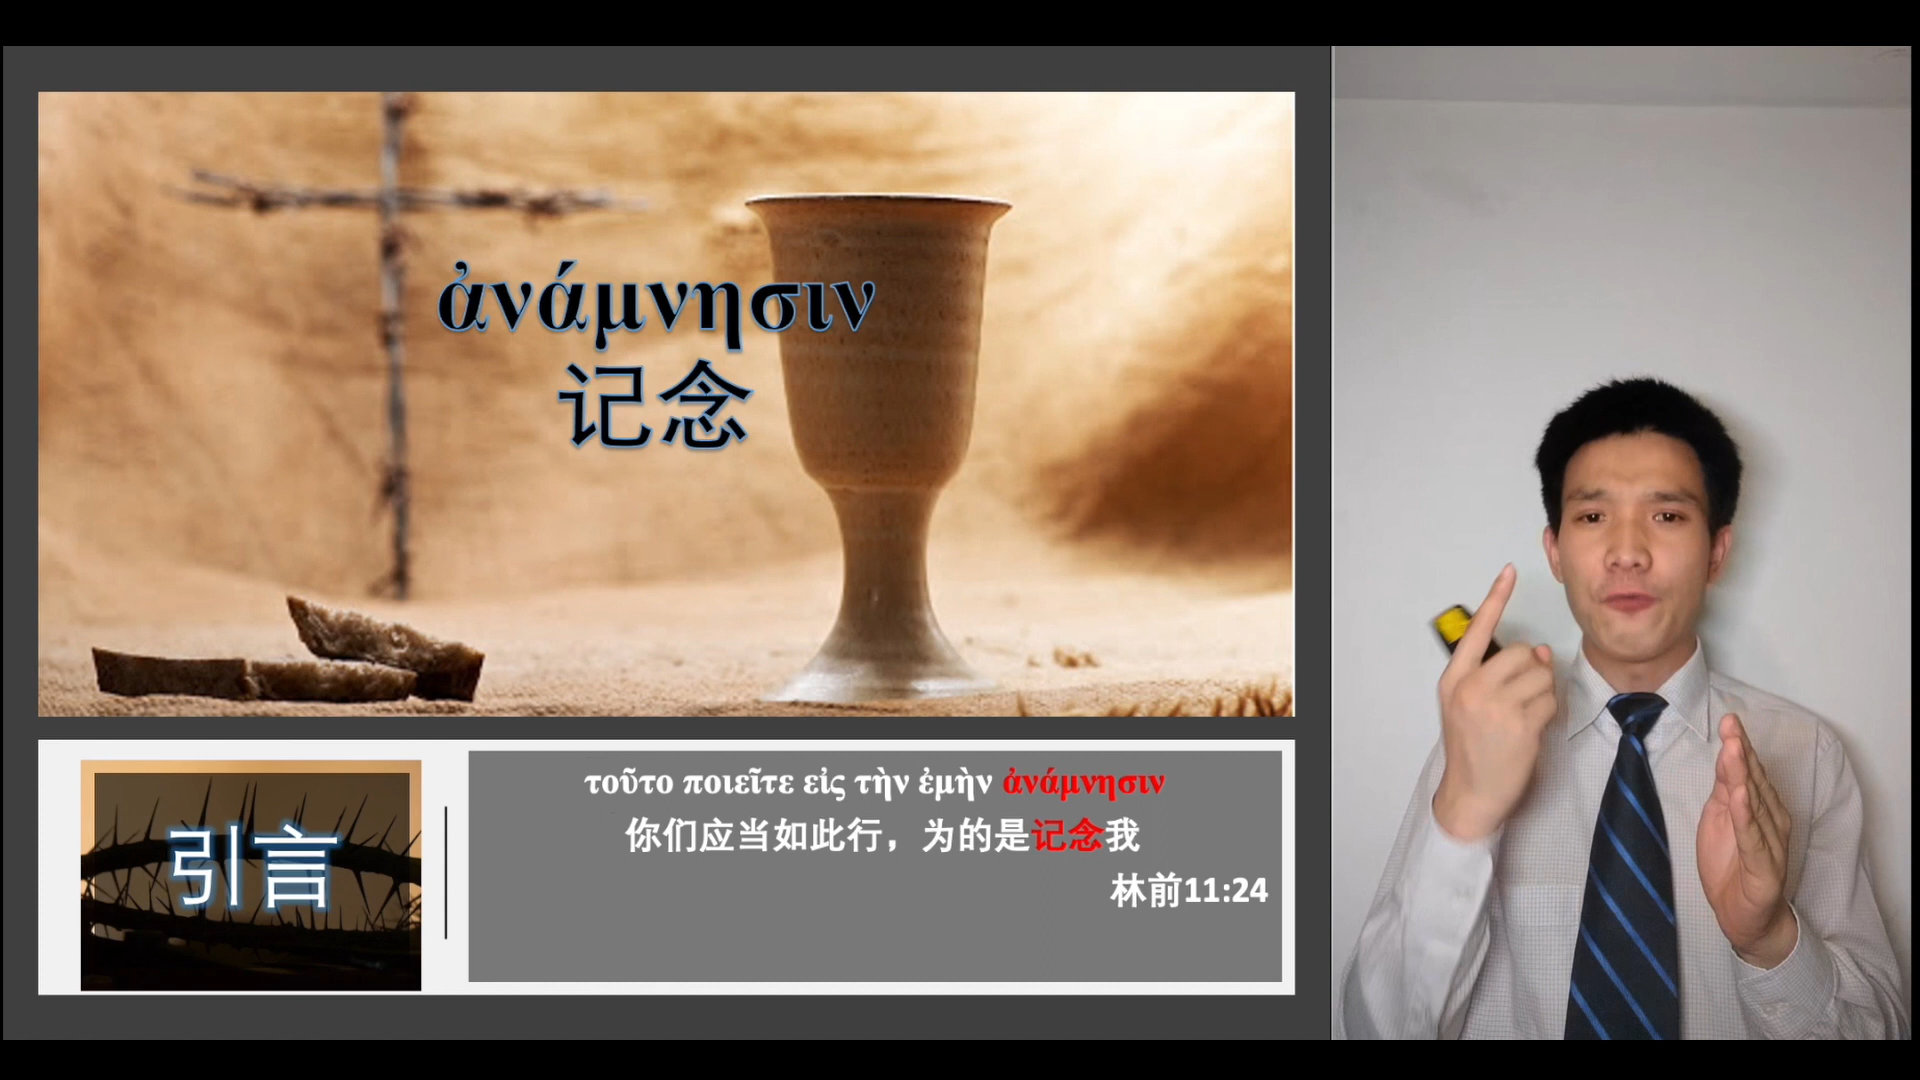 ἀνάμνησιν
记念
引言
τοῦτο ποιεῖτε εἰς τὴν ἐμὴν ἀνάμνησιν
你们应当如此行，为的是记念我
林前11:24